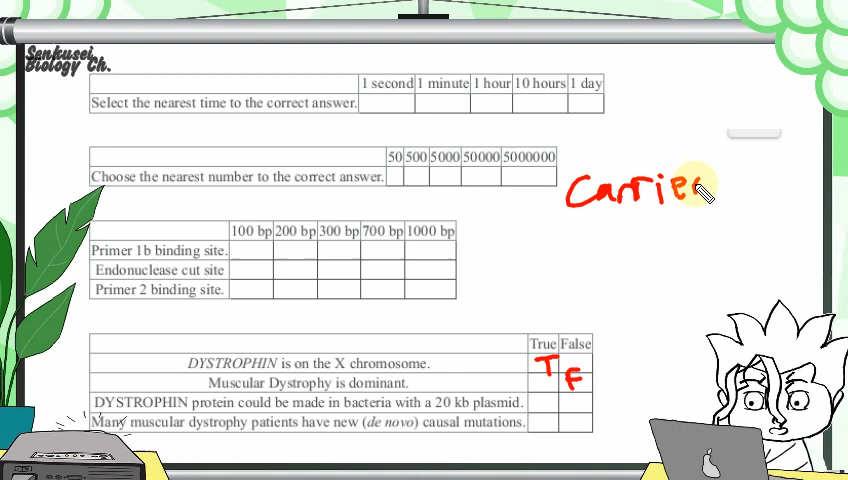 Senkusei
Biology Ch.
1 second 1 minute 1 hour 10 hours 1 day
Select the nearest time to the correct answer.
50 500 5000 50000 5000000
Choose the nearest number to the correct answer.
Carrie
100 bp 200 bp 300 bp 700 bp 1000 bp
Primer 1b binding site.
Endonuclease cut site
Primer 2 binding site.
True False
DYSTROPHIN is on the X chromosome. T
Muscular Dystrophy is dominant. F
DYSTROPHIN protein could be made in bacteria with a 20 kb plasmid.
Many muscular dystrophy patients have new (de novo) causal mutations.